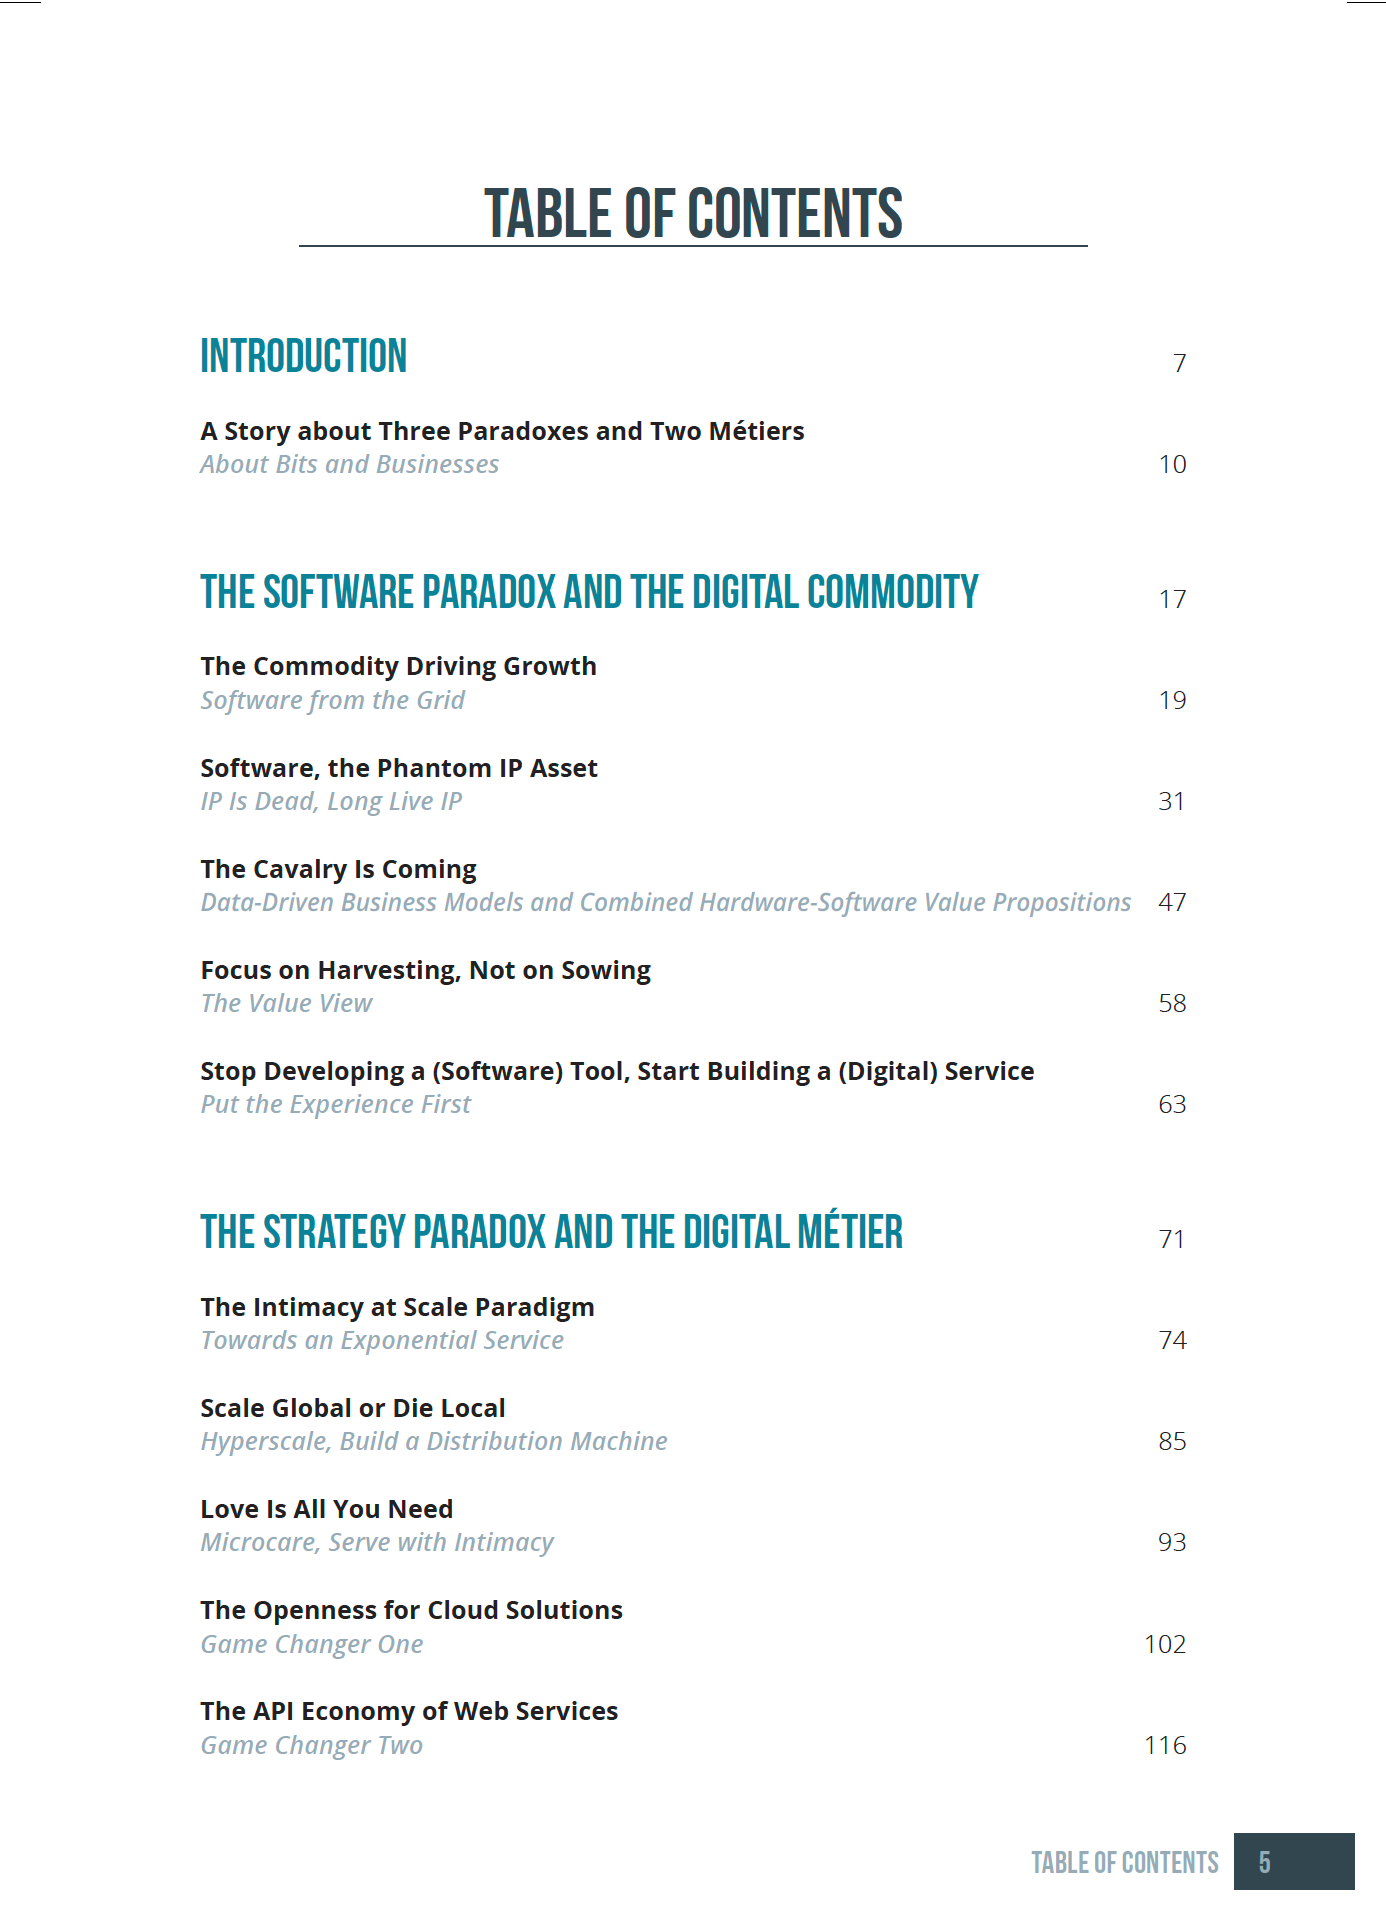 TABLE OF CONTENTS
INTRODUCTION 7
A Story about Three Paradoxes and Two Métiers
About Bits and Businesses 10
THE SOFTWARE PARADOX AND THE DIGITAL COMMODITY 17
The Commodity Driving Growth
Software from the Grid 19
Software, the Phantom IP Asset
IP Is Dead, Long Live IP 31
The Cavalry Is Coming
Data-Driven Business Models and Combined Hardware-Software Value Propositions 47
Focus on Harvesting, Not on Sowing
The Value View 58
Stop Developing a (Software) Tool, Start Building a (Digital) Service
Put the Experience First 63
THE STRATEGY PARADOX AND THE DIGITAL MÉTIER 71
The Intimacy at Scale Paradigm
Towards an Exponential Service 74
Scale Global or Die Local
Hyperscale, Build a Distribution Machine 85
Love Is All You Need
Microcare, Serve with Intimacy 93
The Openness for Cloud Solutions
Game Changer One 102
The API Economy of Web Services
Game Changer Two 116
TABLE OF CONTENTS 5